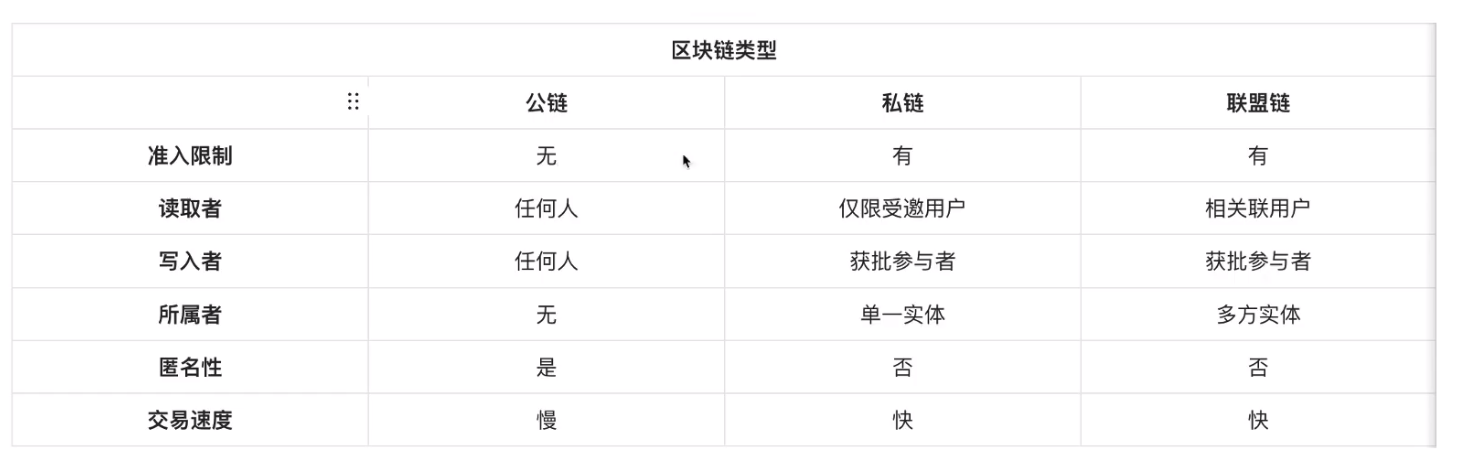 区块链类型
公链 私链 联盟链
准入限制 无 有 有
读取者 任何人 仅限受邀用户 相关联用户
写入者 任何人 获批参与者 获批参与者
所属者 无 单一实体 多方实体
匿名性 是 否 否
交易速度 慢 快 快